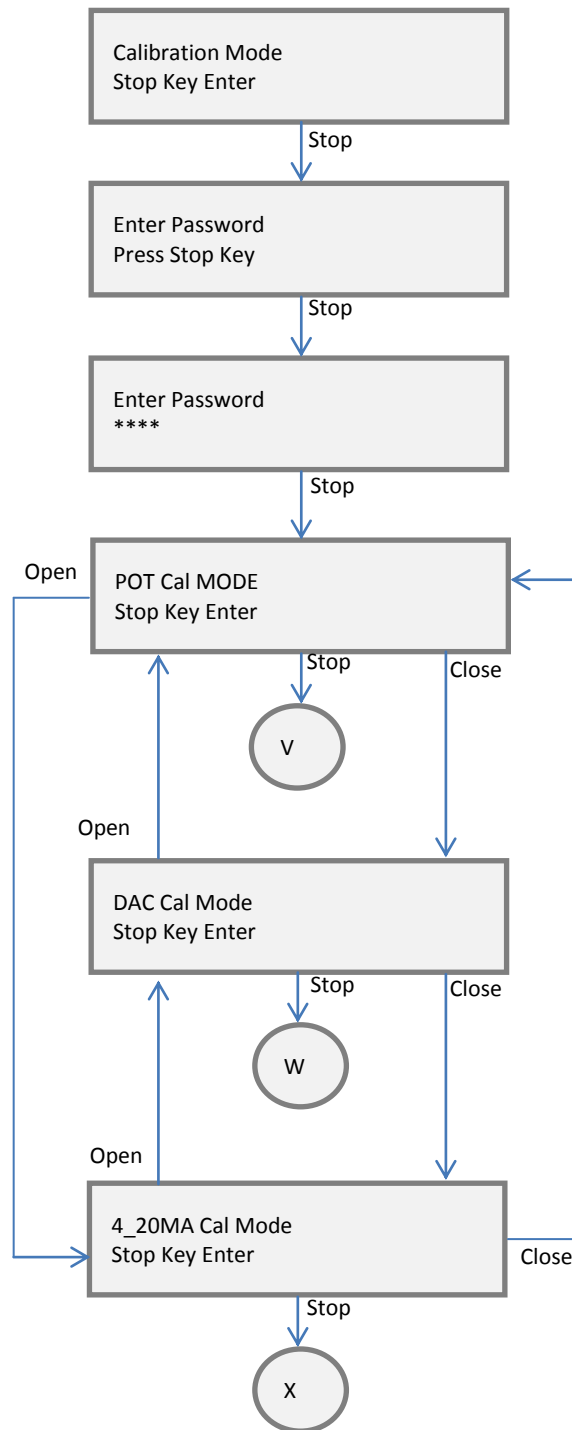 Calibration Mode
Stop Key Enter
Stop
Enter Password
Press Stop Key
Stop
Enter Password
****
Stop
Open
POT Cal MODE
Stop Key Enter
Stop
Close
V
Open
DAC Cal Mode
Stop Key Enter
Stop
Close
W
Open
4_20MA Cal Mode
Stop Key Enter
Close
Stop
X